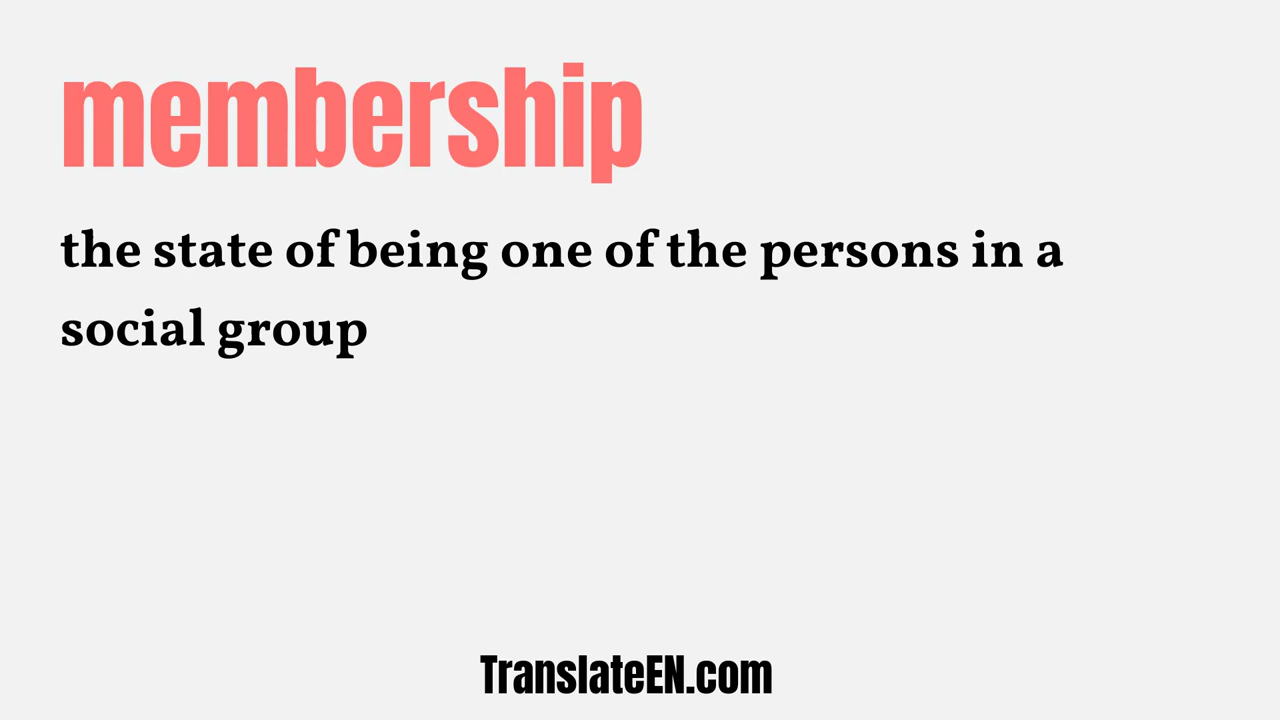 membership
the state of being one of the persons in a
social group
TranslateEN.com